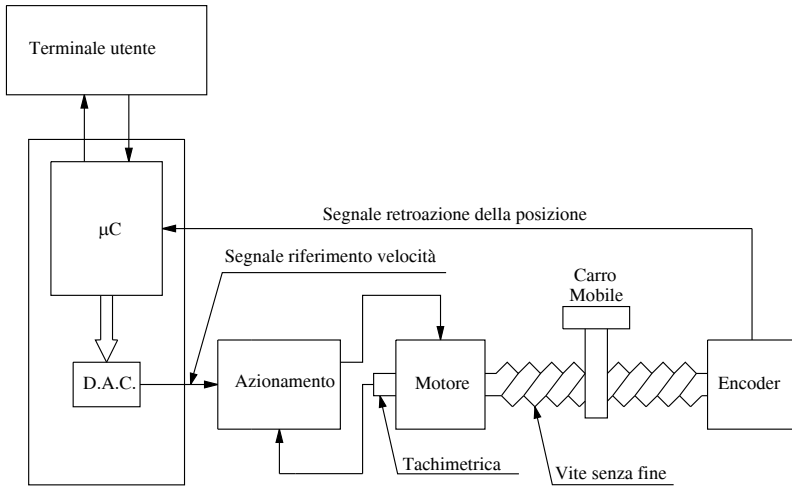 Terminale utente
μC
Segnale retroazione della posizione
Segnale riferimento velocità
Carro
Mobile
D.A.C.
Azionamento
Motore
Encoder
Tachimetrica
Vite senza fine